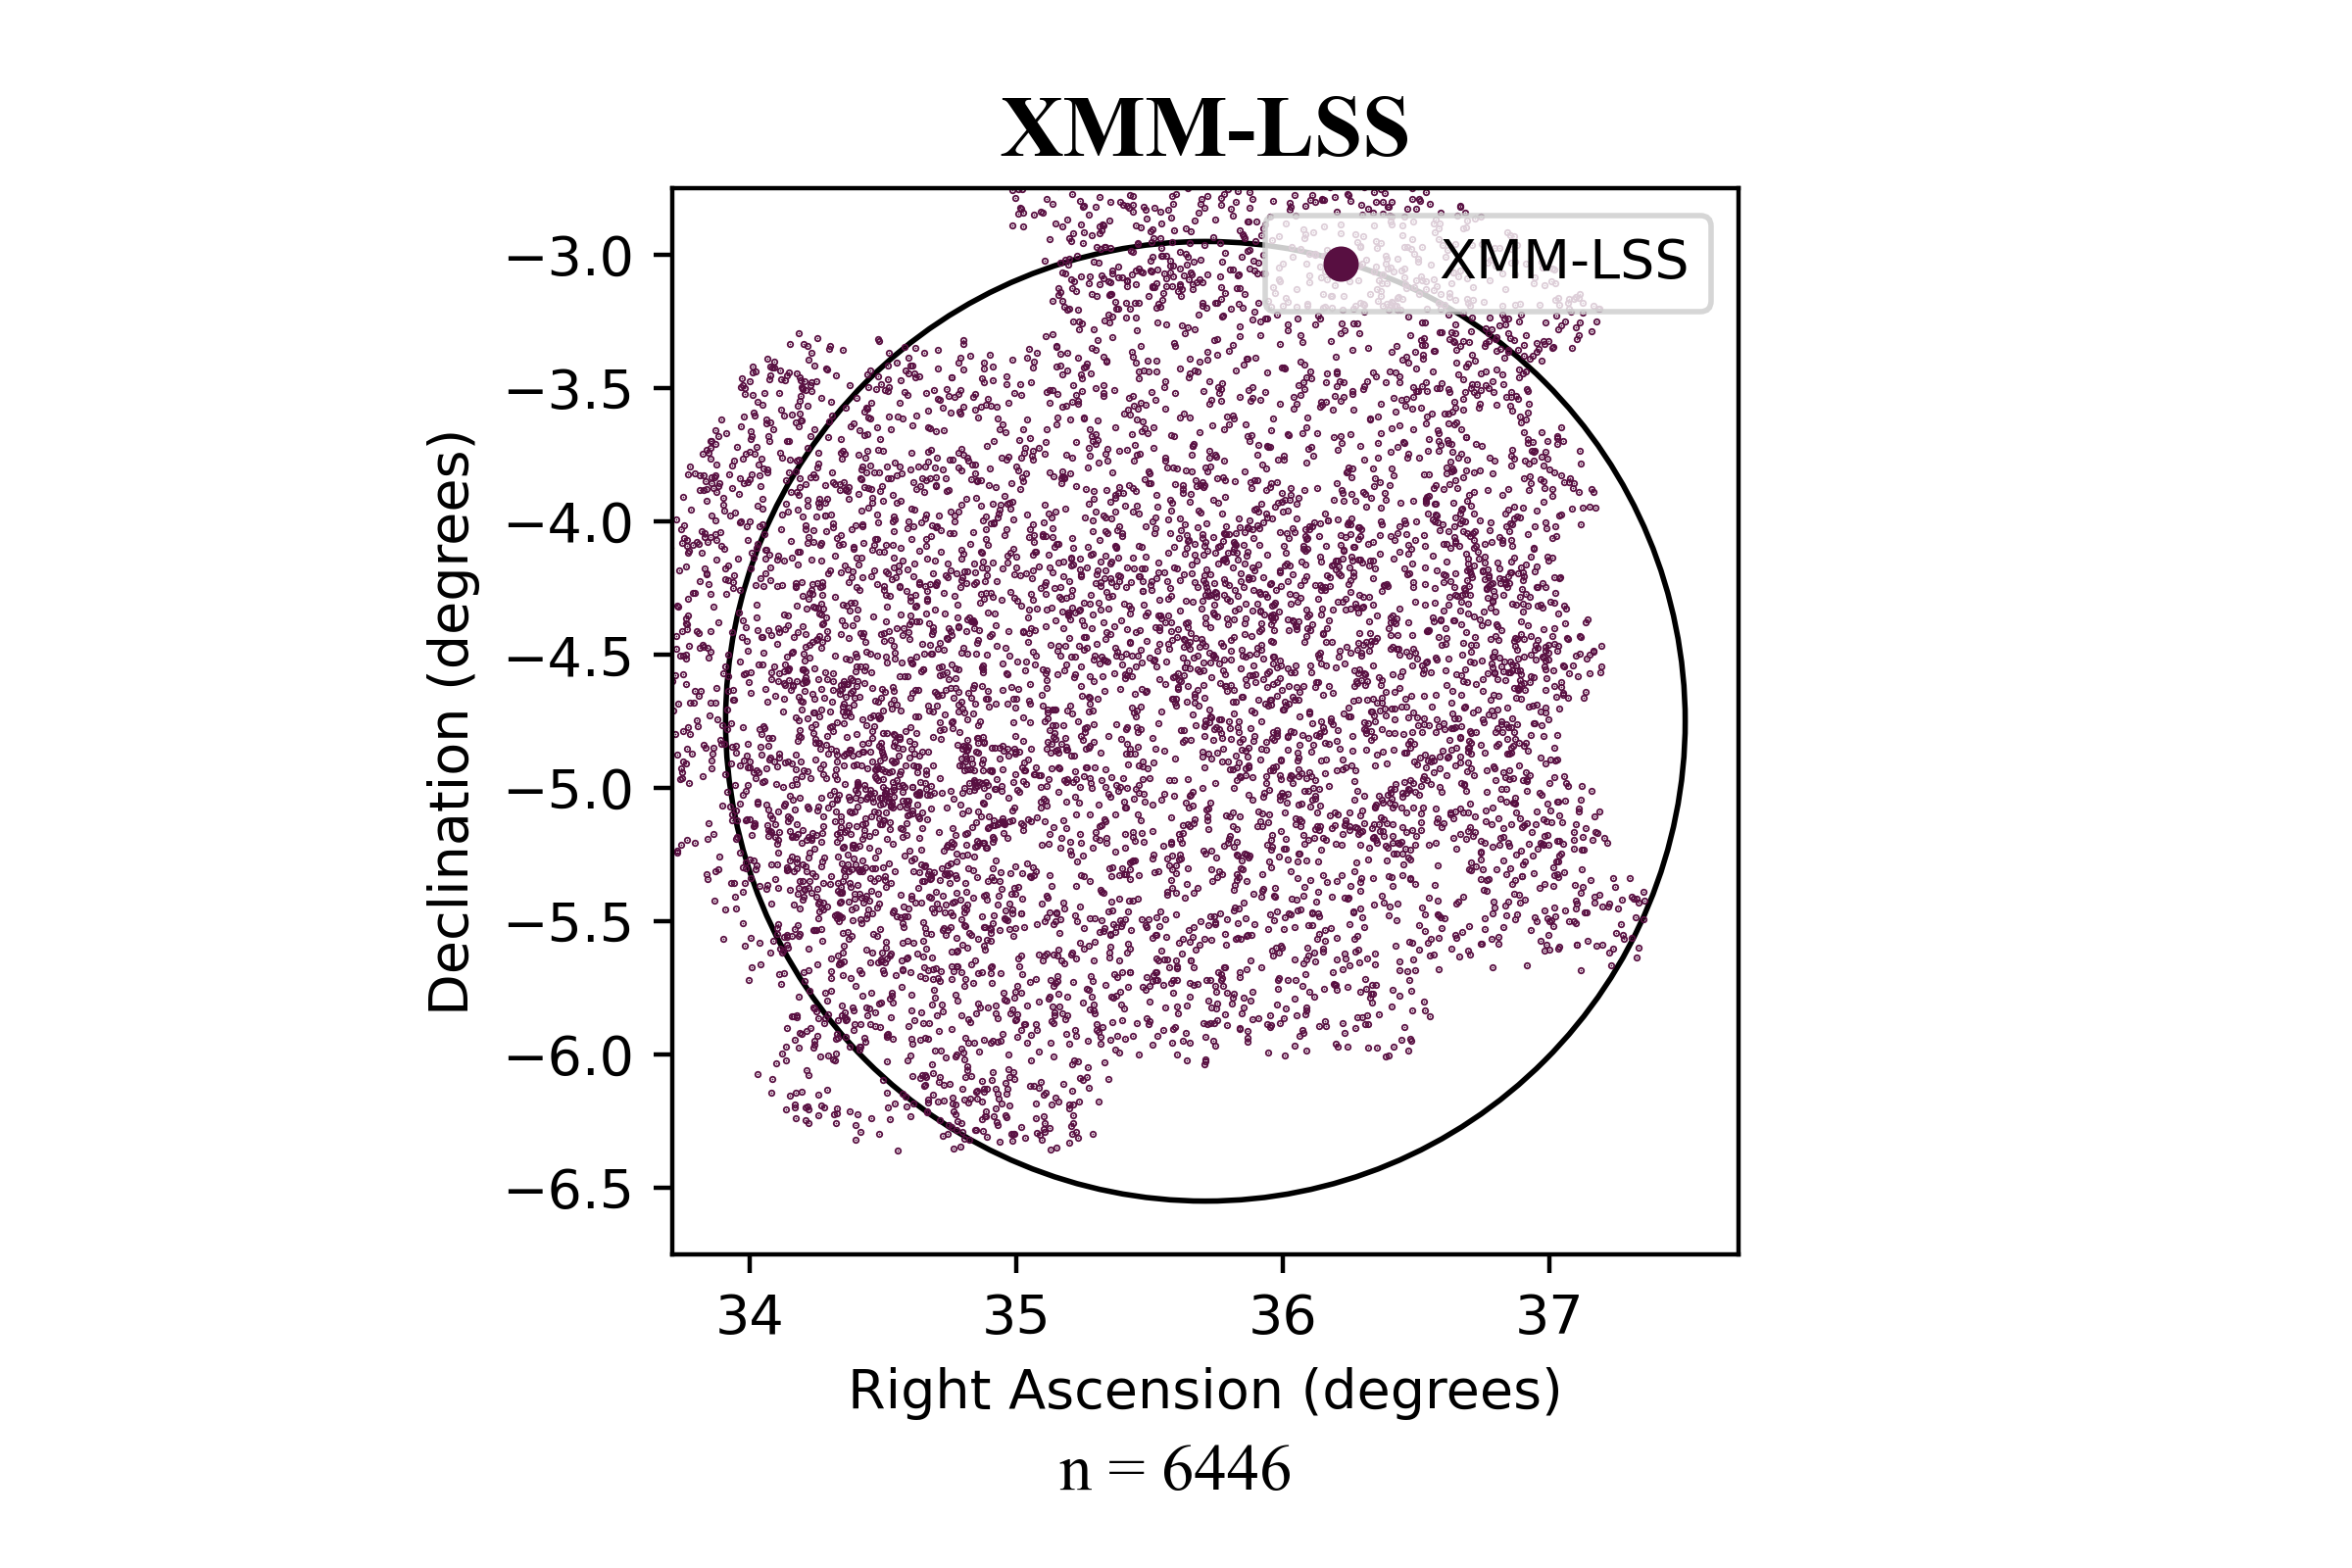 XMM-LSS
XMM-LSS
−3.0
−3.5
−4.0
−4.5
−5.0
−5.5
−6.0
−6.5
Declination (degrees)
34 35 36 37
Right Ascension (degrees)
n = 6446